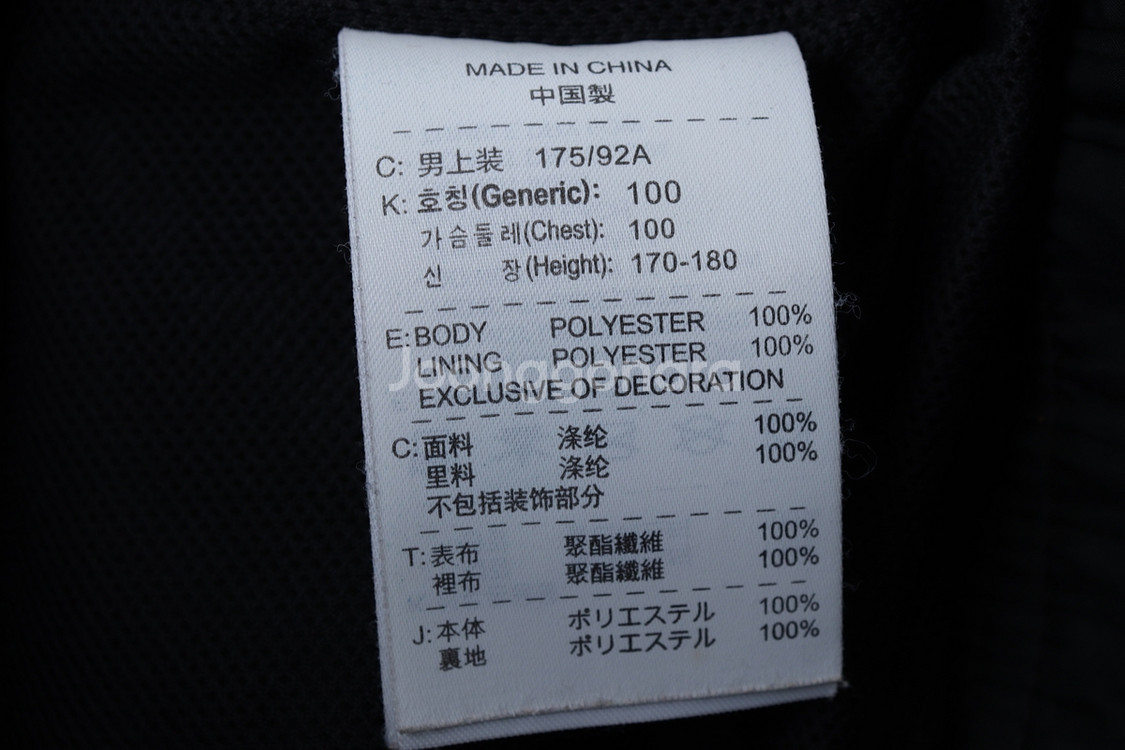 MADE IN CHINA
中国製
C: 男上装 175/92A
K: 호칭(Generic): 100
가슴둘레(Chest): 100
신 장(Height): 170-180
E: BODY POLYESTER 100%
LINING POLYESTER 100%
EXCLUSIVE OF DECORATION
C: 面料 涤纶 100%
里料 涤纶 100%
不包括装饰部分
T: 表布 聚酯纖維 100%
裡布 聚酯纖維 100%
J: 本体 ポリエステル 100%
裏地 ポリエステル 100%